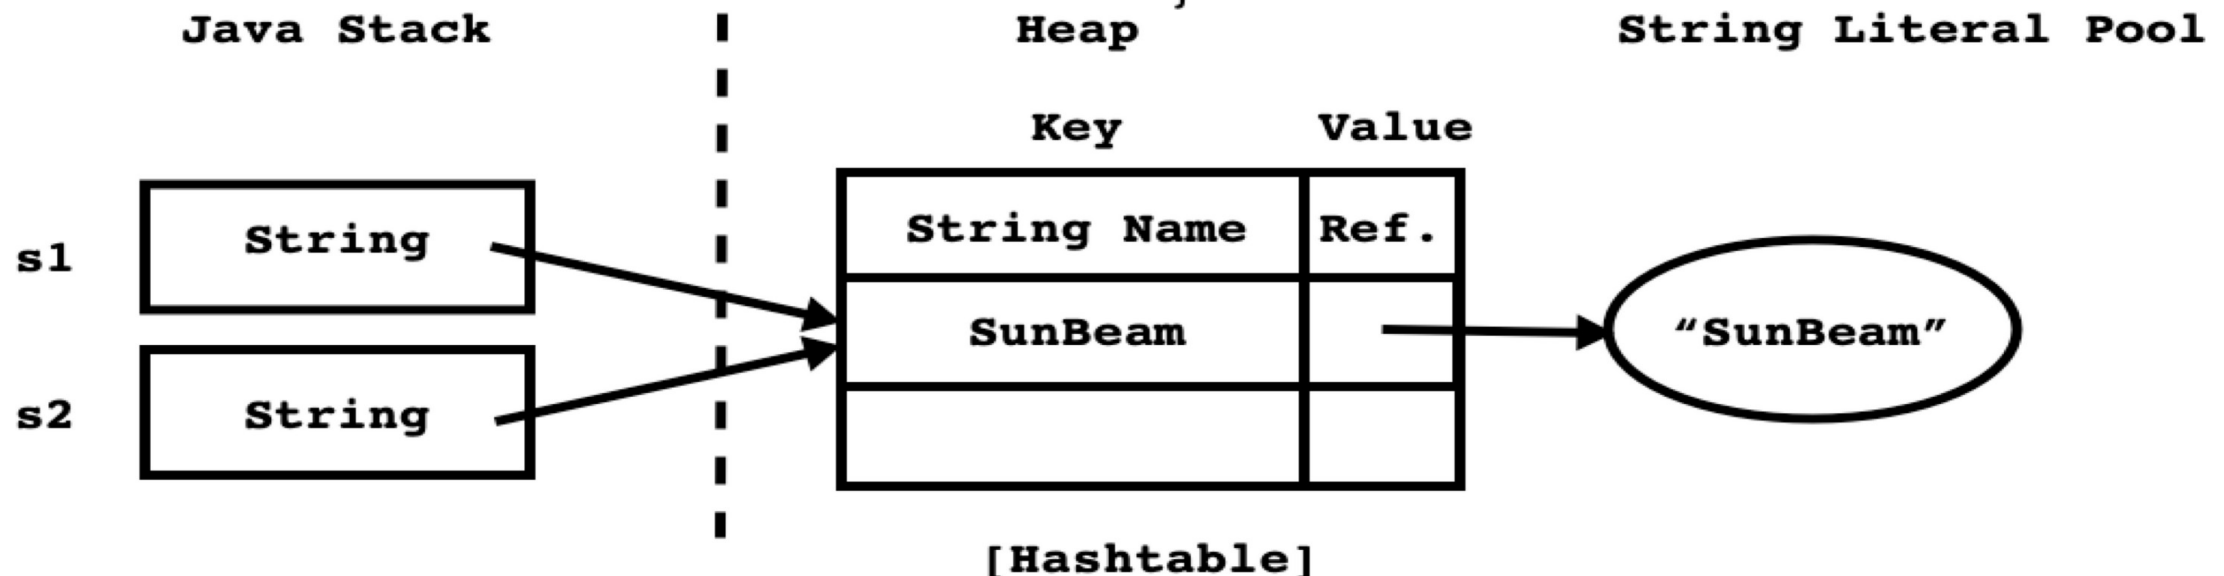 Java Stack
Heap
String Literal Pool
Key
Value
s1
String
String Name
Ref.
SunBeam
“SunBeam”
s2
String
[Hashtable]